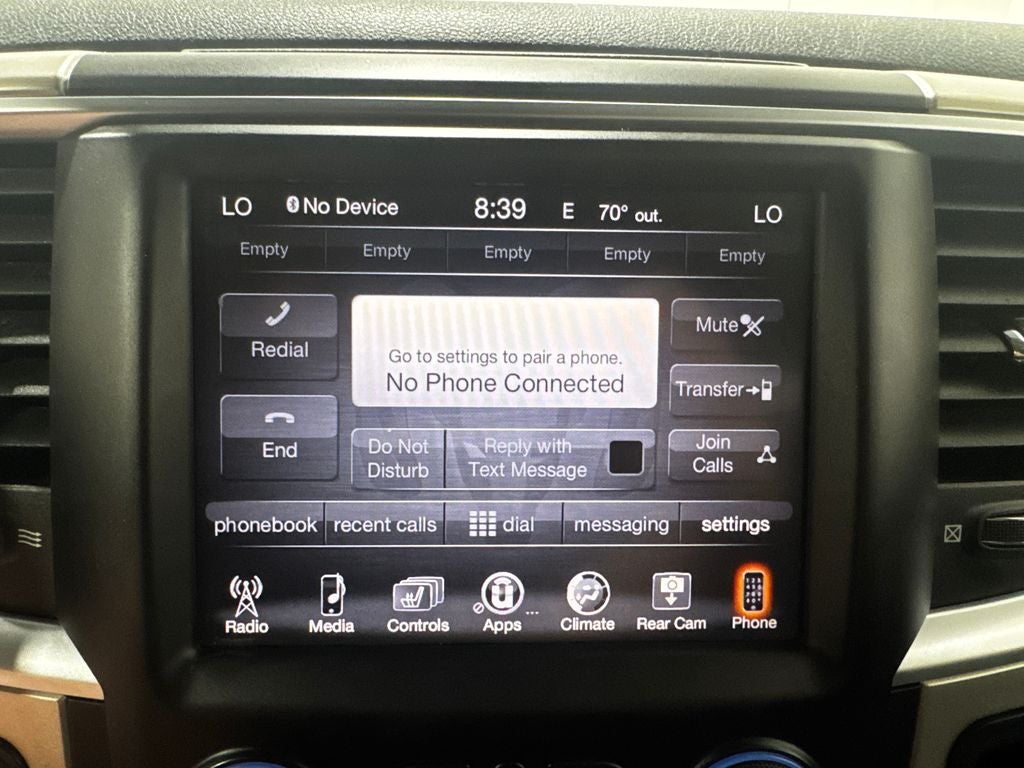 LO No Device 8:39 E 70° out. LO
Empty Empty Empty Empty Empty
Redial
Go to settings to pair a phone.
No Phone Connected
Mute
Transfer
End
Do Not
Disturb
Reply with
Text Message
Join
Calls
phonebook recent calls dial messaging settings
Radio Media Controls Apps ... Climate Rear Cam Phone